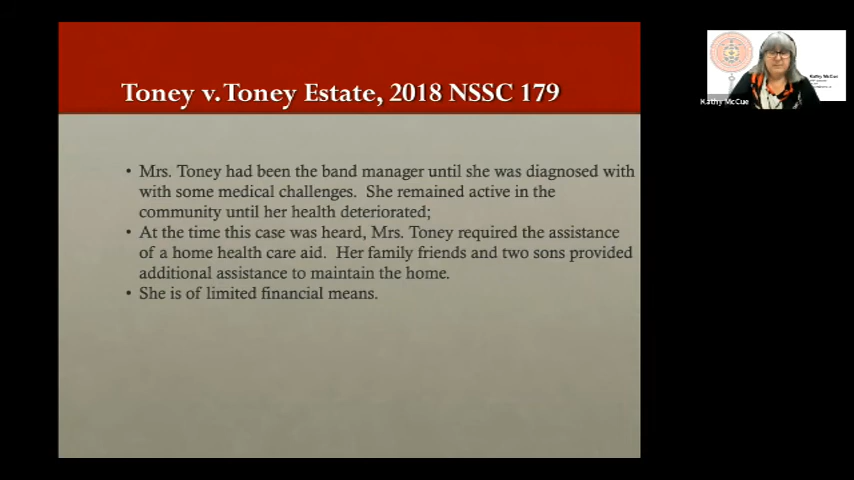 Toney v. Toney Estate, 2018 NSSC 179
• Mrs. Toney had been the band manager until she was diagnosed with
with some medical challenges. She remained active in the
community until her health deteriorated;
• At the time this case was heard, Mrs. Toney required the assistance
of a home health care aid. Her family friends and two sons provided
additional assistance to maintain the home.
• She is of limited financial means.
Kathy McCue
Kathy McCue